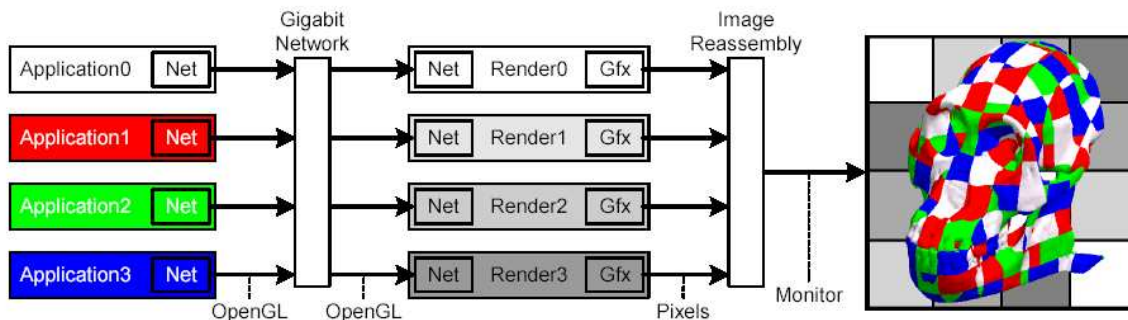 Gigabit
Network
Image
Reassembly
Application0 Net
Net Render0 Gfx
Application1 Net
Net Render1 Gfx
Application2 Net
Net Render2 Gfx
Application3 Net
Net Render3 Gfx
OpenGL
OpenGL
Pixels
Monitor